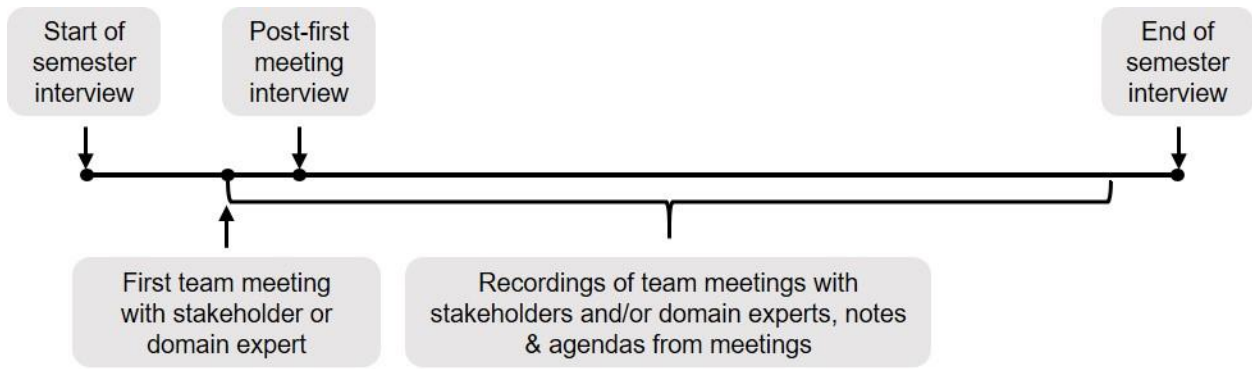 Start of
semester
interview
Post-first
meeting
interview
End of
semester
interview
First team meeting
with stakeholder or
domain expert
Recordings of team meetings with
stakeholders and/or domain experts, notes
& agendas from meetings